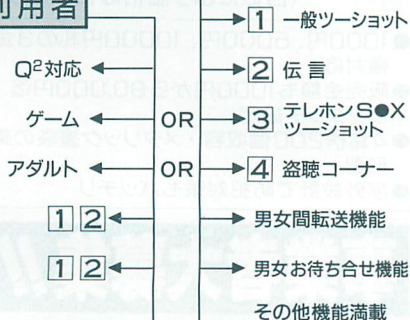 利用者
1 一般ツーショット
Q²対応
2 伝言
ゲーム OR 3 テレホンS●X
ツーショット
アダルト OR 4 盗聴コーナー
1 2 男女間転送機能
1 2 男女お待ち合せ機能
その他機能満載